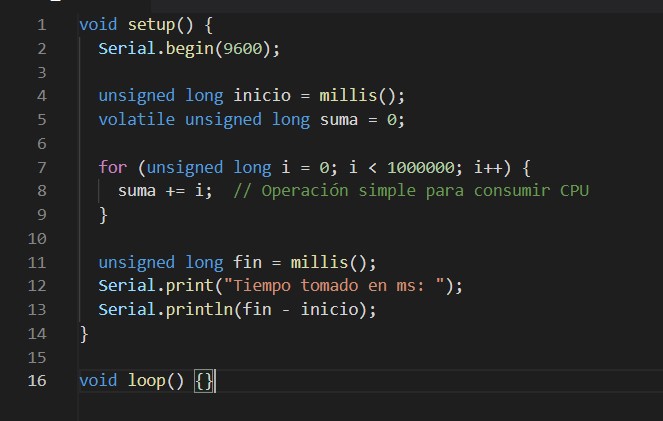 1 void setup() {
2   Serial.begin(9600);
3
4   unsigned long inicio = millis();
5   volatile unsigned long suma = 0;
6
7   for (unsigned long i = 0; i < 1000000; i++) {
8     suma += i;  // Operación simple para consumir CPU
9   }
10
11   unsigned long fin = millis();
12   Serial.print("Tiempo tomado en ms: ");
13   Serial.println(fin - inicio);
14 }
15
16 void loop() {}